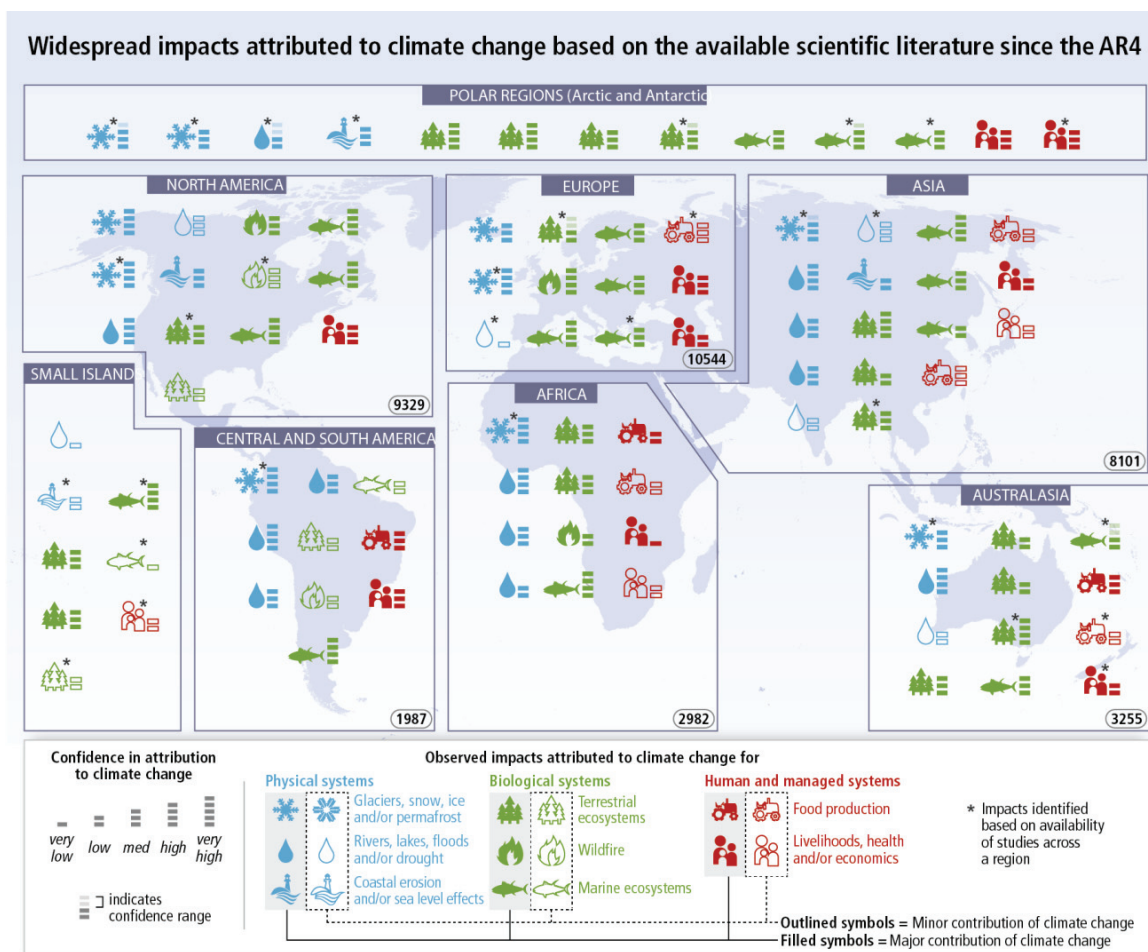 Widespread impacts attributed to climate change based on the available scientific literature since the AR4
POLAR REGIONS (Arctic and Antarctic
NORTH AMERICA
EUROPE
ASIA
10544
SMALL ISLAND
9329
AFRICA
CENTRAL AND SOUTH AMERICA
8101
AUSTRALASIA
1987
2982
3255
Confidence in attribution
to climate change
very
low
low
med
high
very
high
indicates
confidence range
Observed impacts attributed to climate change for
Physical systems
Glaciers, snow, ice
and/or permafrost
Rivers, lakes, floods
and/or drought
Coastal erosion
and/or sea level effects
Biological systems
Terrestrial
ecosystems
Wildfire
Marine ecosystems
Human and managed systems
Food production
Livelihoods, health
and/or economics
* Impacts identified
based on availability
of studies across
a region
Outlined symbols = Minor contribution of climate change
Filled symbols = Major contribution of climate change